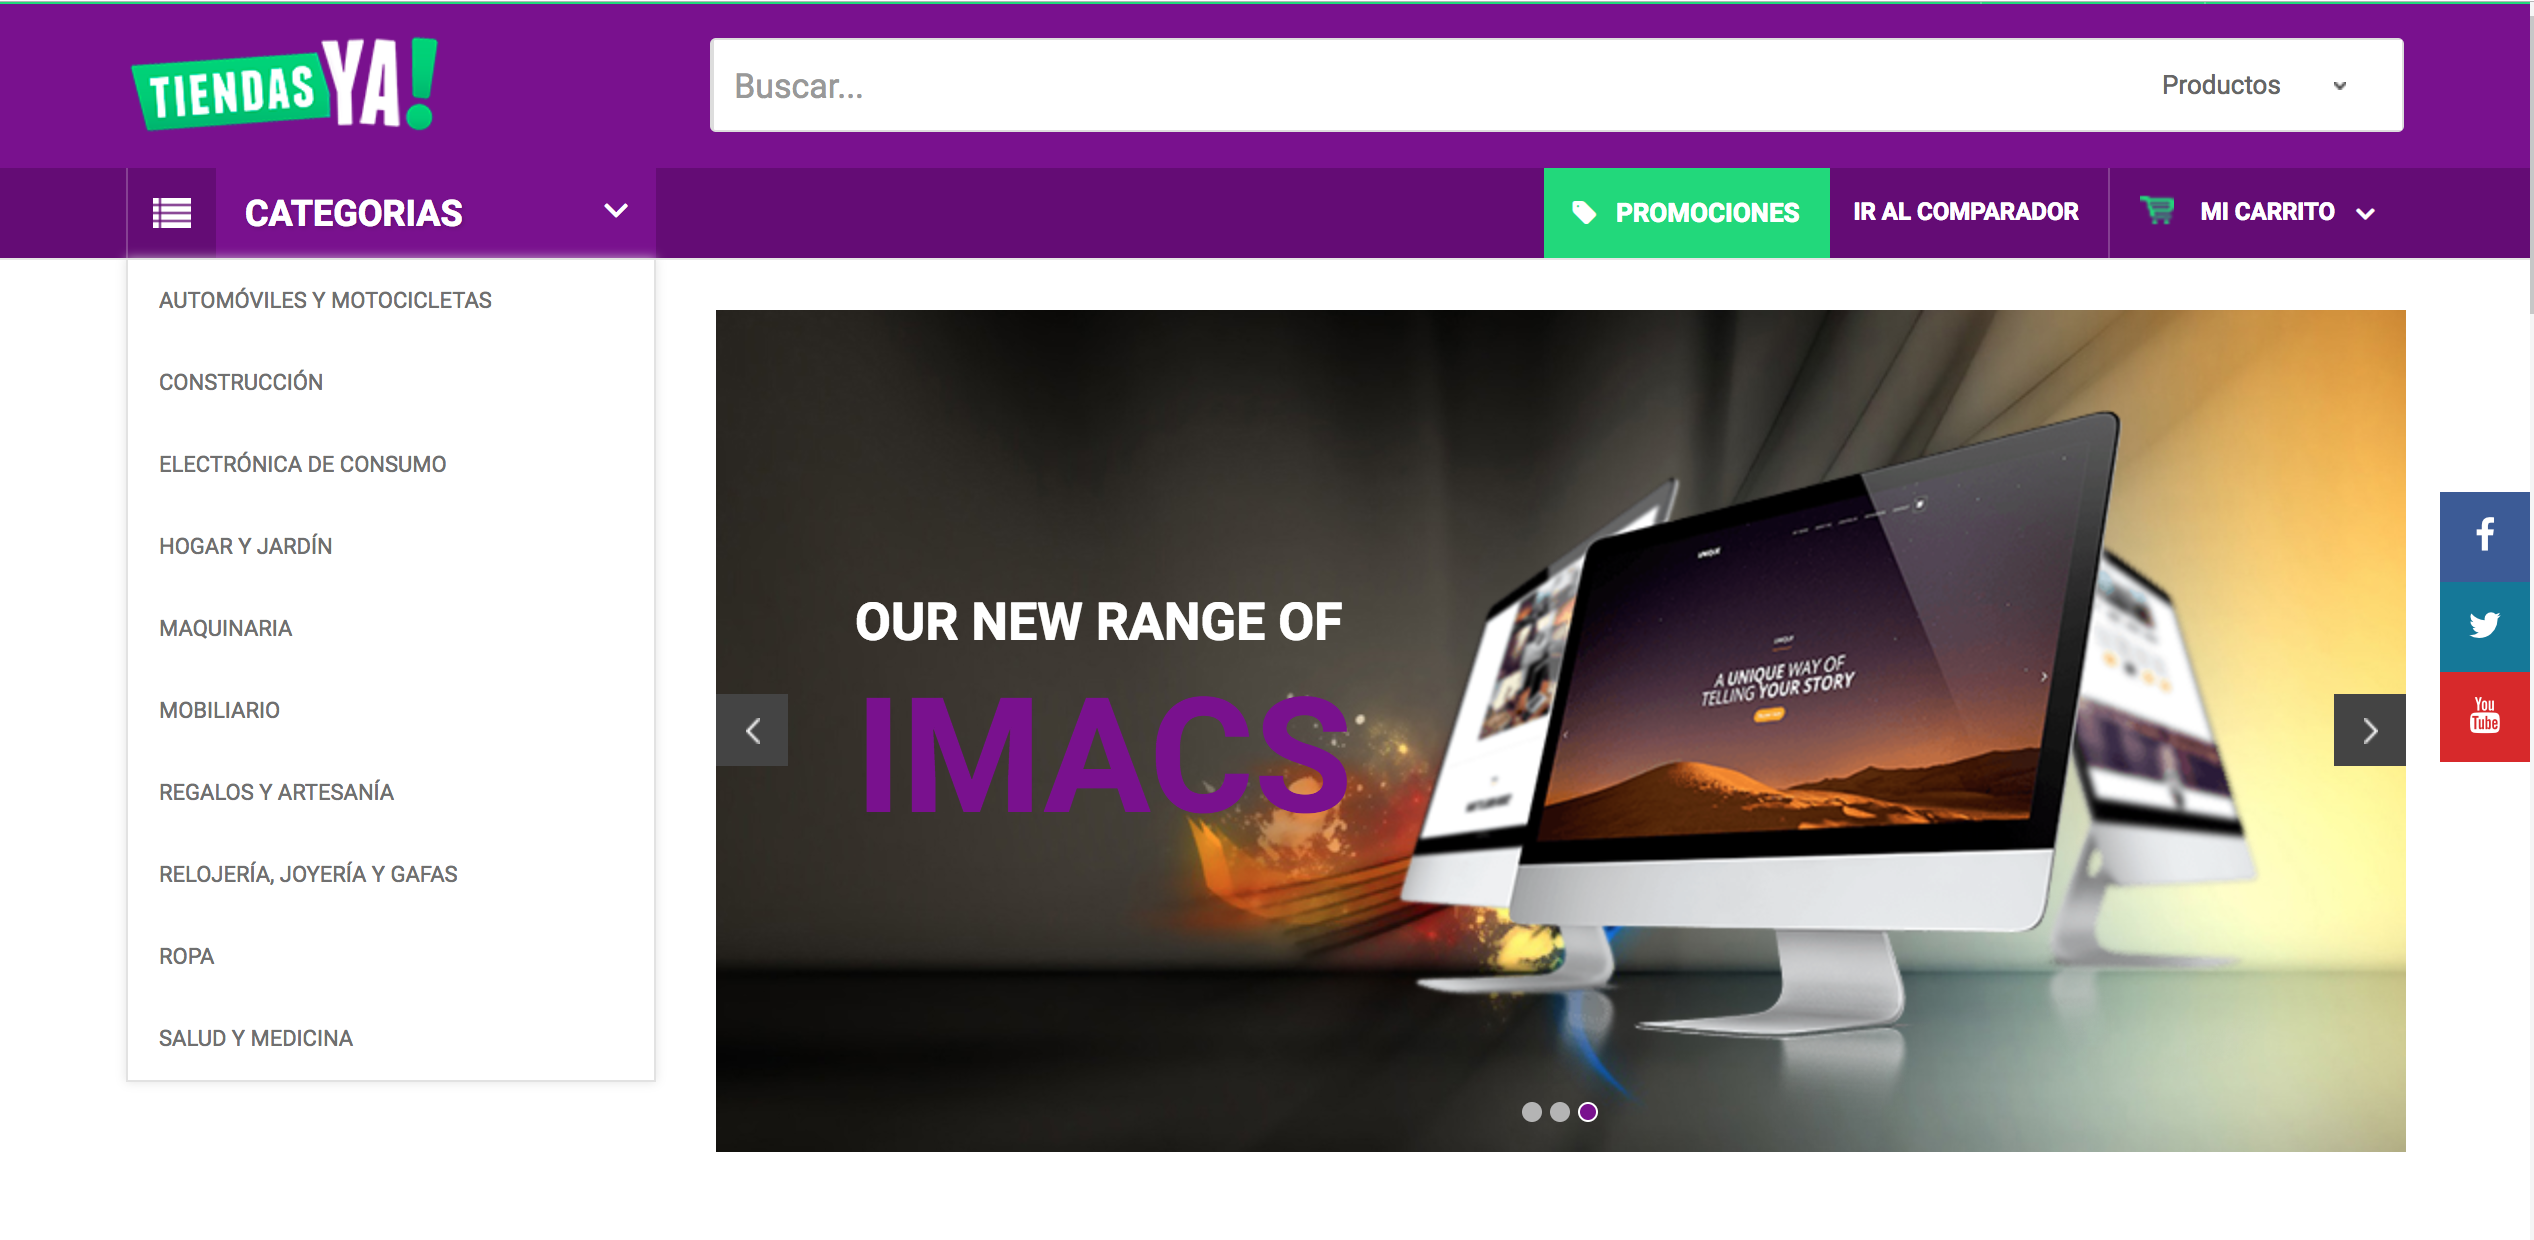 TIENDAS YA!
Buscar...
Productos
CATEGORIAS
PROMOCIONES
IR AL COMPARADOR
MI CARRITO
AUTOMÓVILES Y MOTOCICLETAS
CONSTRUCCIÓN
ELECTRÓNICA DE CONSUMO
HOGAR Y JARDÍN
MAQUINARIA
MOBILIARIO
REGALOS Y ARTESANÍA
RELOJERÍA, JOYERÍA Y GAFAS
ROPA
SALUD Y MEDICINA
OUR NEW RANGE OF
IMACS
UNIQUE
UNIQUE
A UNIQUE WAY OF
TELLING YOUR STORY
You
Tube